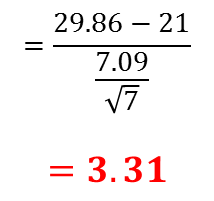 = 29.86 − 21
7.09
√7
= 3.31